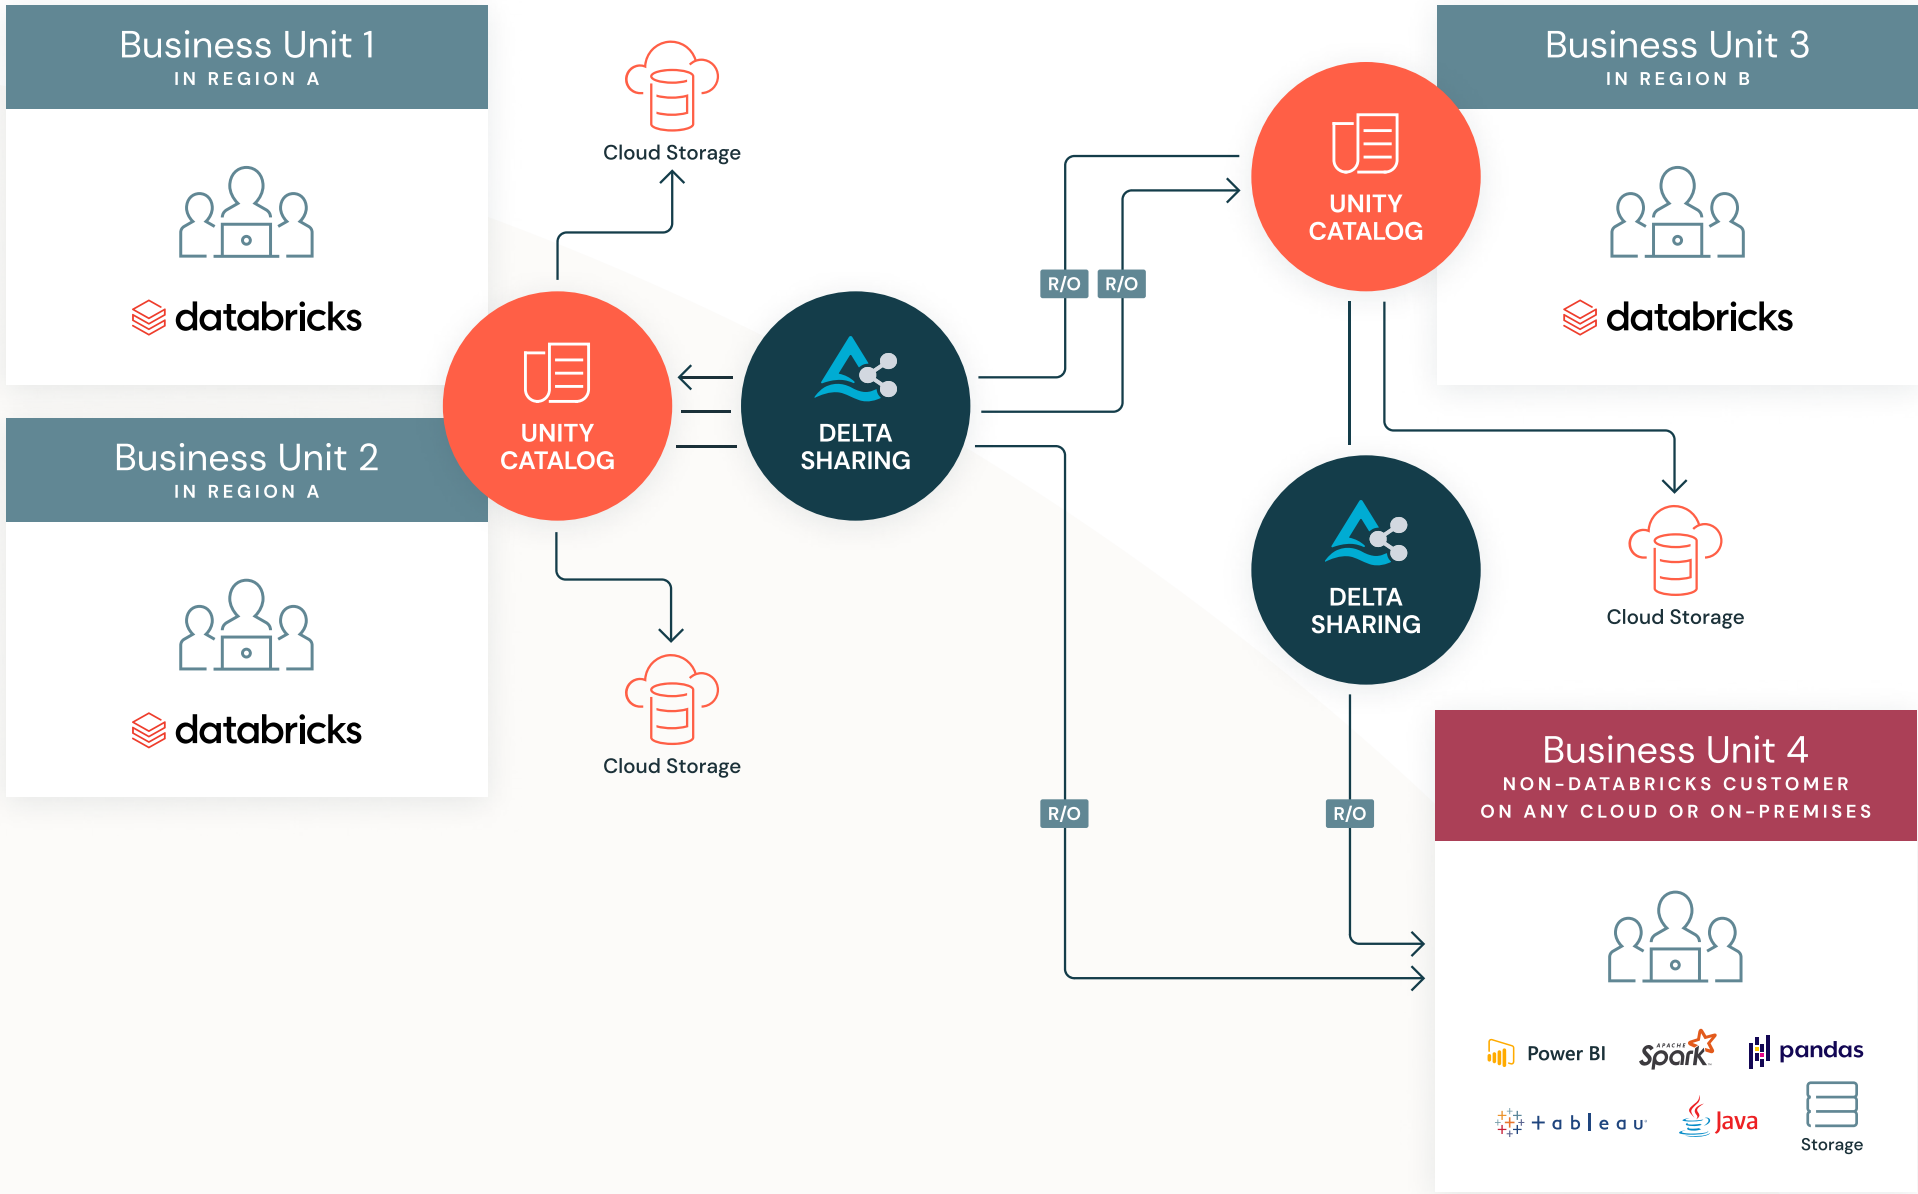 Business Unit 1
IN REGION A
databricks
Business Unit 2
IN REGION A
databricks
Cloud Storage
UNITY
CATALOG
DELTA
SHARING
Cloud Storage
R/O
R/O
R/O
R/O
UNITY
CATALOG
DELTA
SHARING
Business Unit 3
IN REGION B
databricks
Cloud Storage
Business Unit 4
NON-DATABRICKS CUSTOMER
ON ANY CLOUD OR ON-PREMISES
Power BI
APACHE
Spark
pandas
tableau
Java
Storage